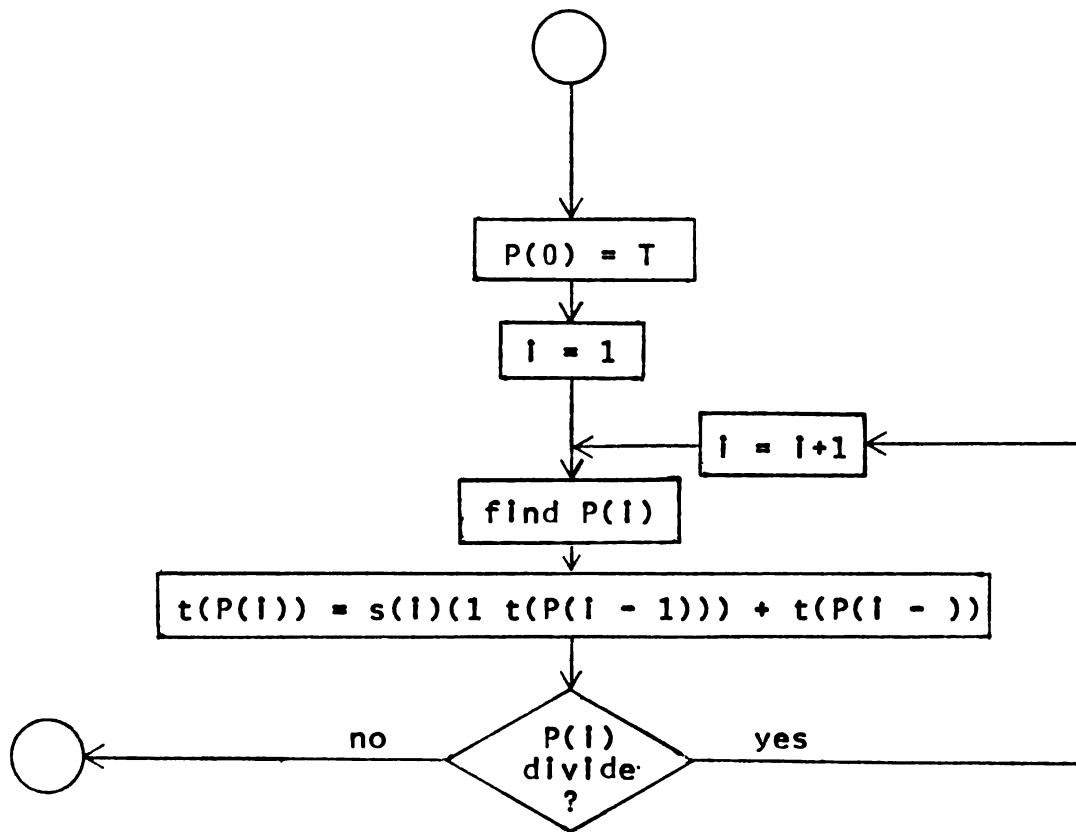 P(0) = T
i = 1
i = i+1
find P(i)
t(P(i)) = s(i)(1 t(P(i - 1))) + t(P(i - ))
no
P(i)
divide
?
yes